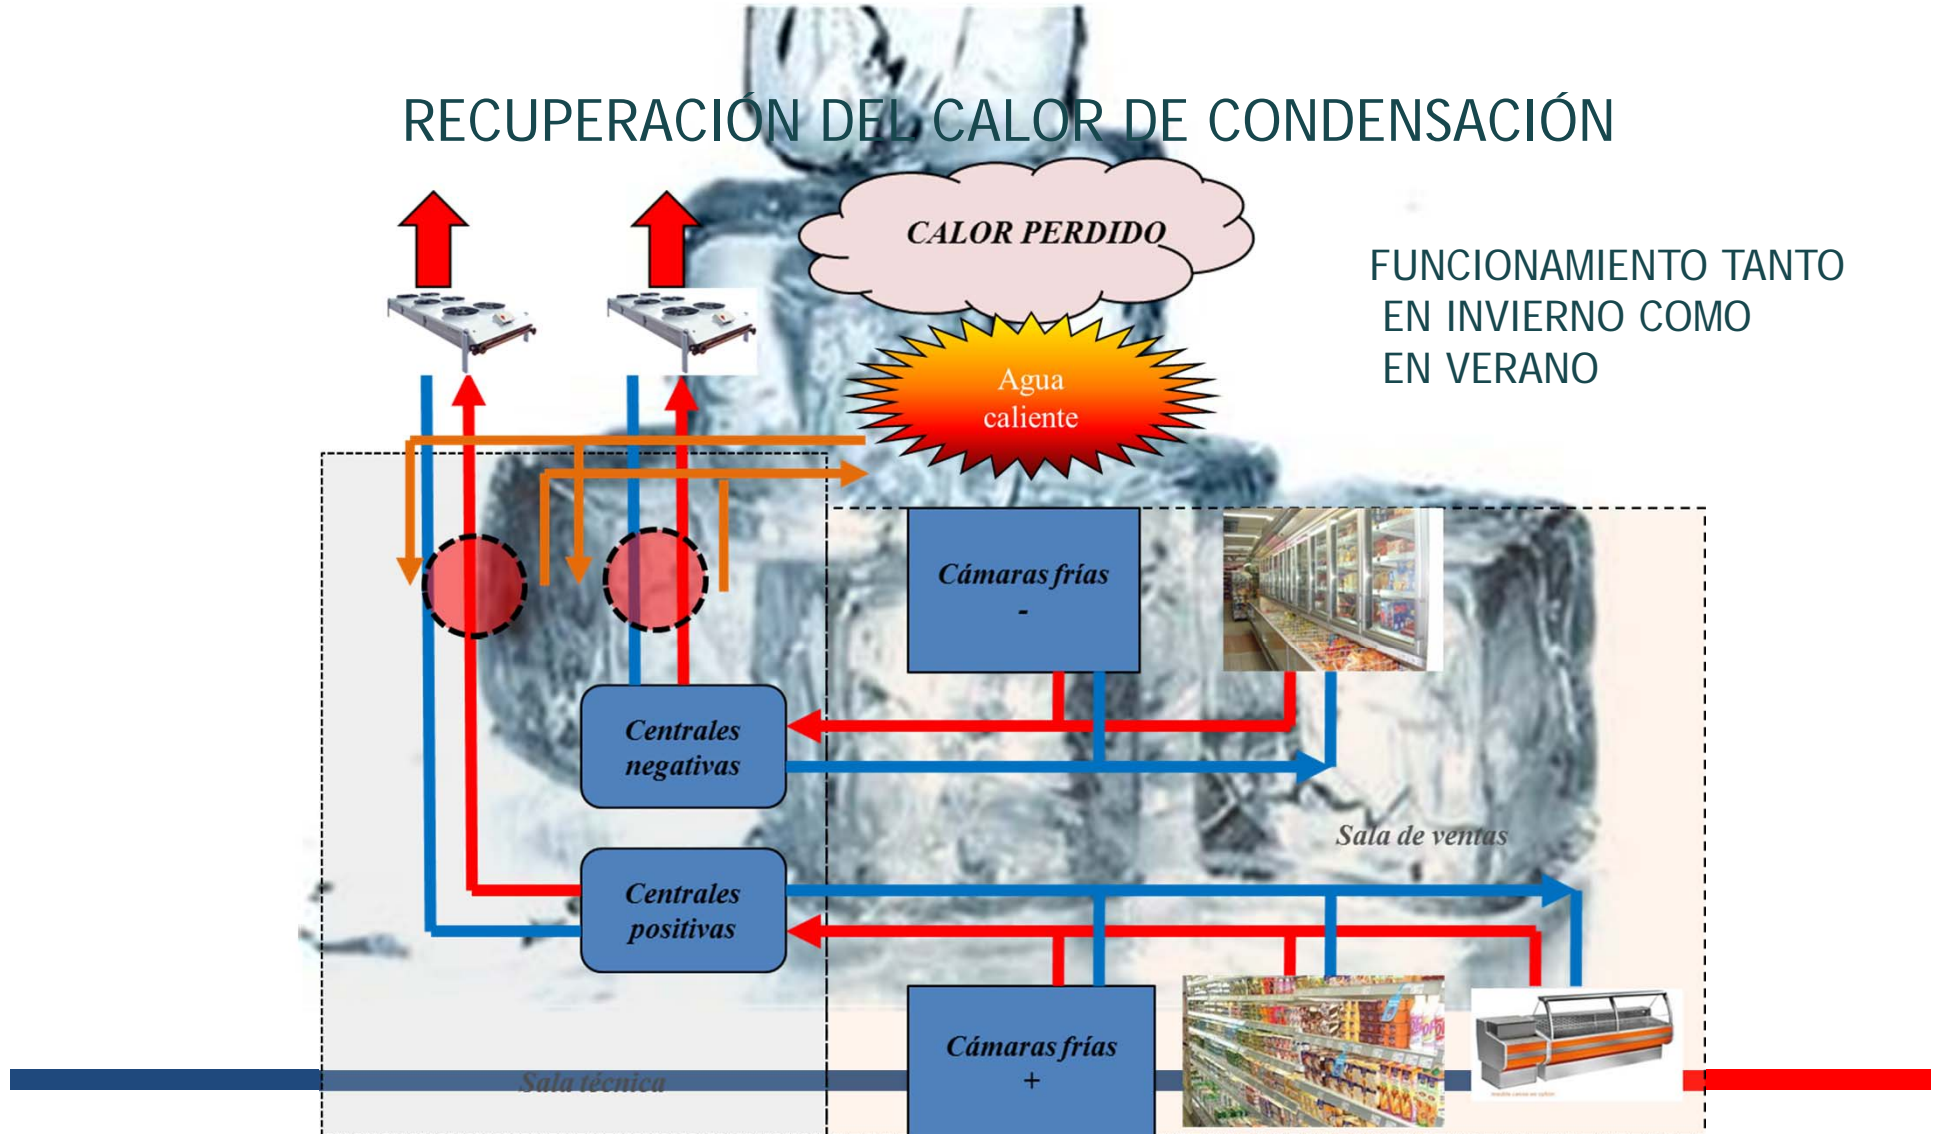 RECUPERACIÓN DEL CALOR DE CONDENSACIÓN
CALOR PERDIDO
FUNCIONAMIENTO TANTO
EN INVIERNO COMO
EN VERANO
Agua
caliente
Cámaras frías
-
Centrales
negativas
Sala de ventas
Centrales
positivas
Cámaras frías
+
Sala técnica